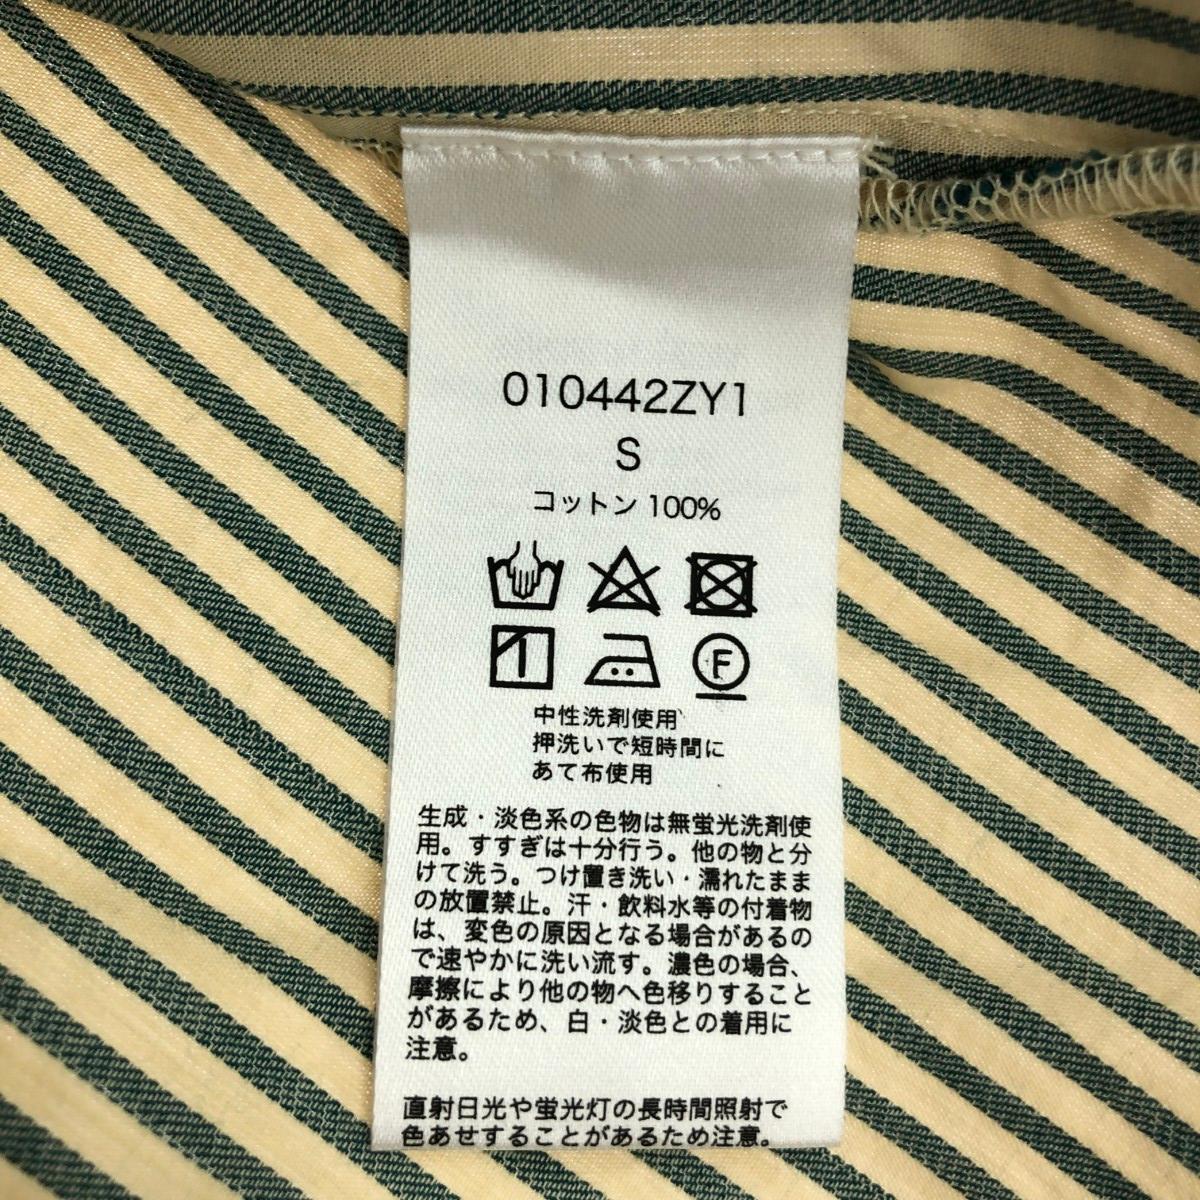 010442ZY1
S
コットン 100%
F
中性洗剤使用
押洗いで短時間に
あて布使用
生成・淡色系の色物は無蛍光洗剤使
用。すすぎは十分行う。他の物と分
けて洗う。つけ置き洗い・濡れたまま
の放置禁止。汗・飲料水等の付着物
は、変色の原因となる場合があるの
で速やかに洗い流す。濃色の場合、
摩擦により他の物へ色移りすること
があるため、白・淡色との着用に
注意。
直射日光や蛍光灯の長時間照射で
色あせすることがあるため注意。